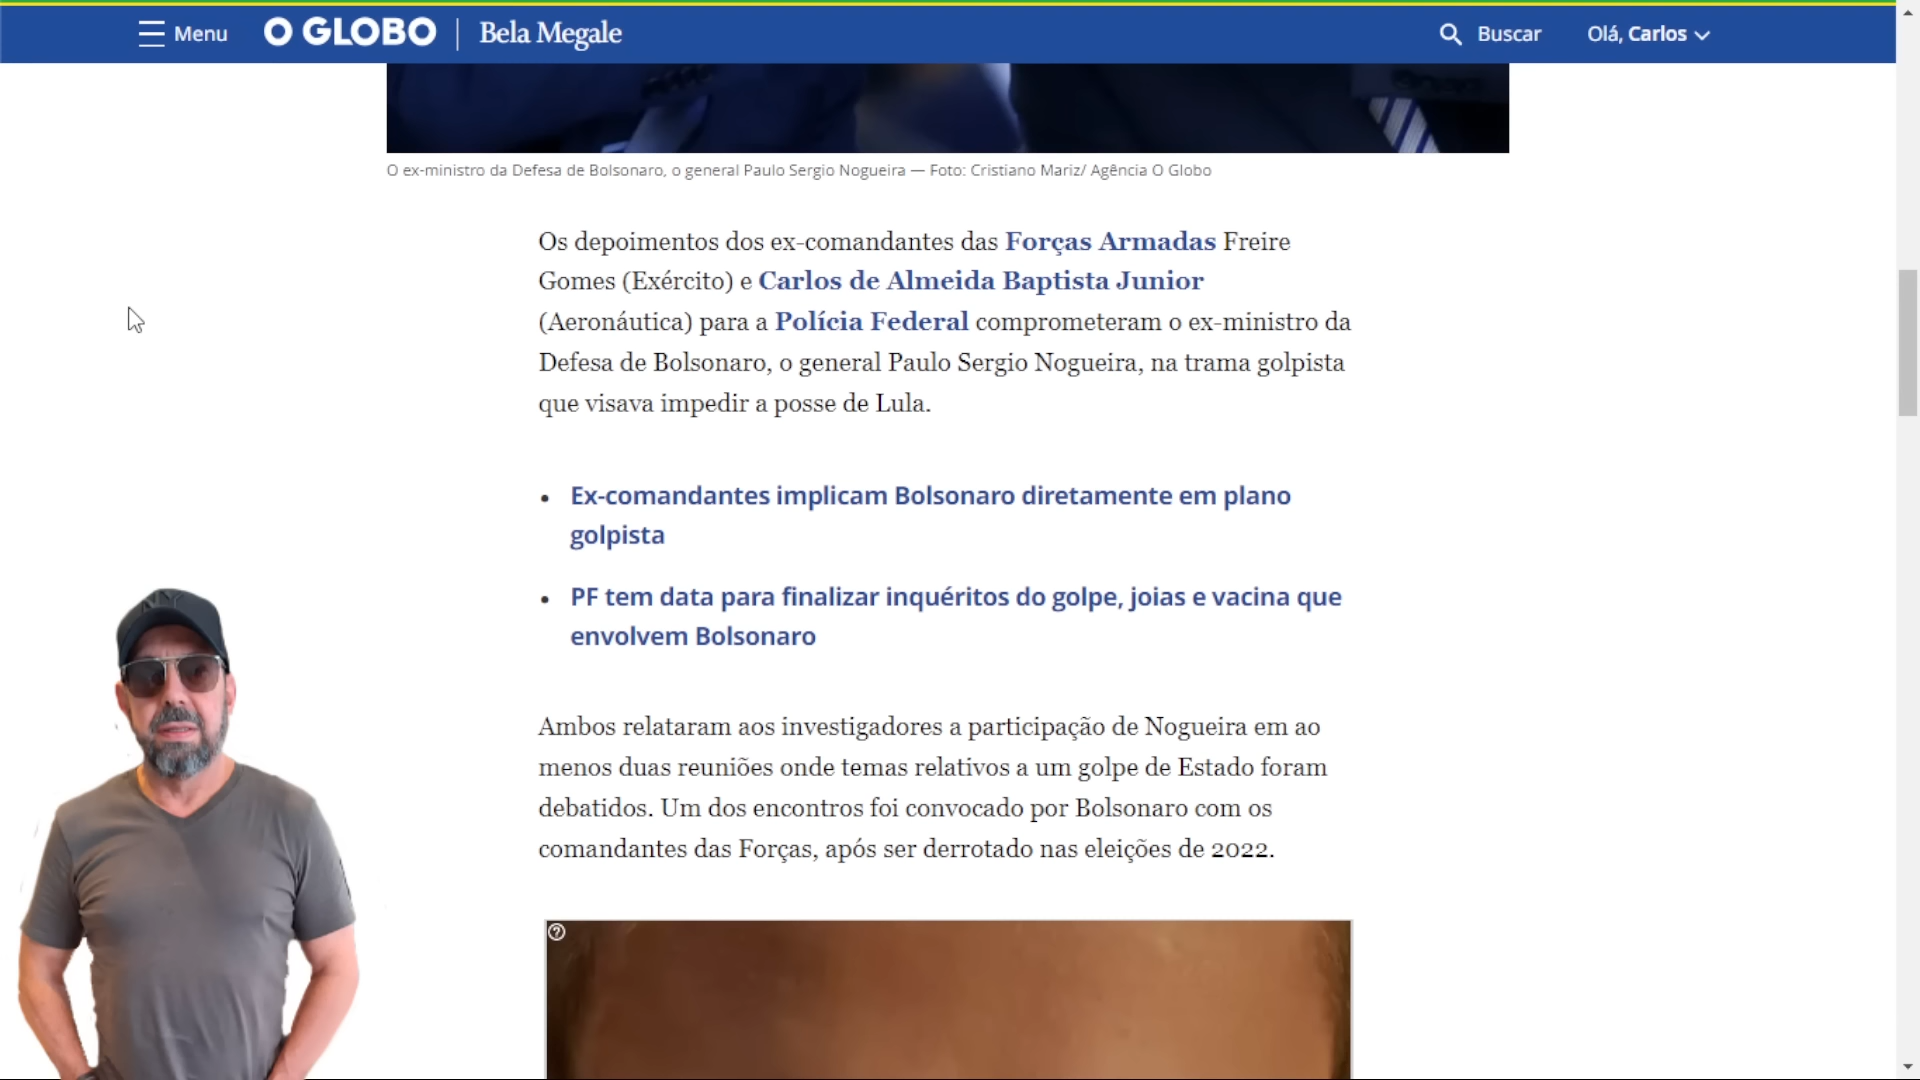 Menu
O GLOBO
Bela Megale
Buscar
Olá, Carlos
O ex-ministro da Defesa de Bolsonaro, o general Paulo Sergio Nogueira — Foto: Cristiano Mariz/ Agência O Globo
Os depoimentos dos ex-comandantes das Forças Armadas Freire
Gomes (Exército) e Carlos de Almeida Baptista Junior
(Aeronáutica) para a Polícia Federal comprometeram o ex-ministro da
Defesa de Bolsonaro, o general Paulo Sergio Nogueira, na trama golpista
que visava impedir a posse de Lula.
• Ex-comandantes implicam Bolsonaro diretamente em plano
golpista
• PF tem data para finalizar inquéritos do golpe, joias e vacina que
envolvem Bolsonaro
Ambos relataram aos investigadores a participação de Nogueira em ao
menos duas reuniões onde temas relativos a um golpe de Estado foram
debatidos. Um dos encontros foi convocado por Bolsonaro com os
comandantes das Forças, após ser derrotado nas eleições de 2022.
NY